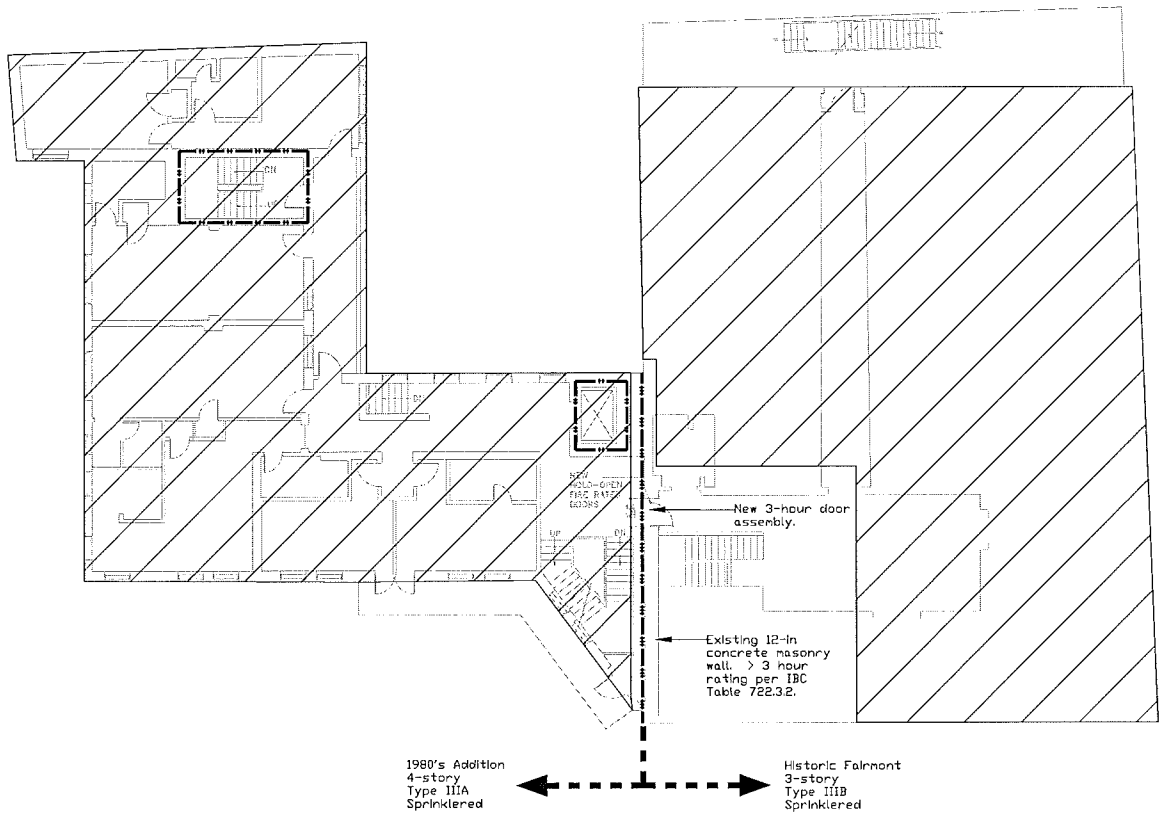 DN
UP
DN
NEW
HOLD-OPEN
FIRE RATED
DOORS
New 3-hour door
assembly.
UP
DN
Existing 12-in
concrete masonry
wall. > 3 hour
rating per IBC
Table 722.3.2.
1980's Addition
4-story
Type IIIA
Sprinklered
Historic Fairmont
3-story
Type IIIB
Sprinklered